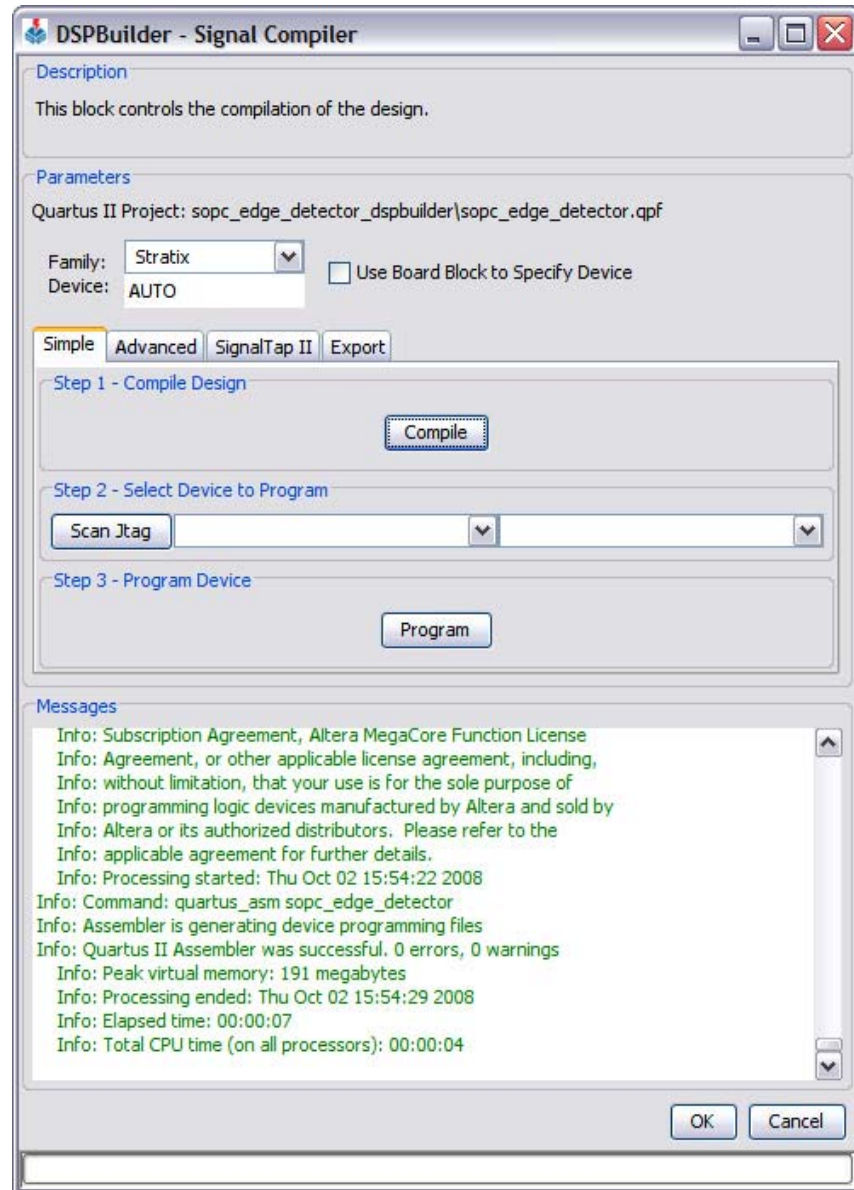 DSPBuilder - Signal Compiler
Description
This block controls the compilation of the design.
Parameters
Quartus II Project: sopc_edge_detector_dspbuilder\sopc_edge_detector.qpf
Family: Stratix
Use Board Block to Specify Device
Device: AUTO
Simple Advanced SignalTap II Export
Step 1 - Compile Design
Compile
Step 2 - Select Device to Program
Scan Jtag
Step 3 - Program Device
Program
Messages
Info: Subscription Agreement, Altera MegaCore Function License
Info: Agreement, or other applicable license agreement, including,
Info: without limitation, that your use is for the sole purpose of
Info: programming logic devices manufactured by Altera and sold by
Info: Altera or its authorized distributors.  Please refer to the
Info: applicable agreement for further details.
Info: Processing started: Thu Oct 02 15:54:22 2008
Info: Command: quartus_asm sopc_edge_detector
Info: Assembler is generating device programming files
Info: Quartus II Assembler was successful. 0 errors, 0 warnings
Info: Peak virtual memory: 191 megabytes
Info: Processing ended: Thu Oct 02 15:54:29 2008
Info: Elapsed time: 00:00:07
Info: Total CPU time (on all processors): 00:00:04
OK Cancel